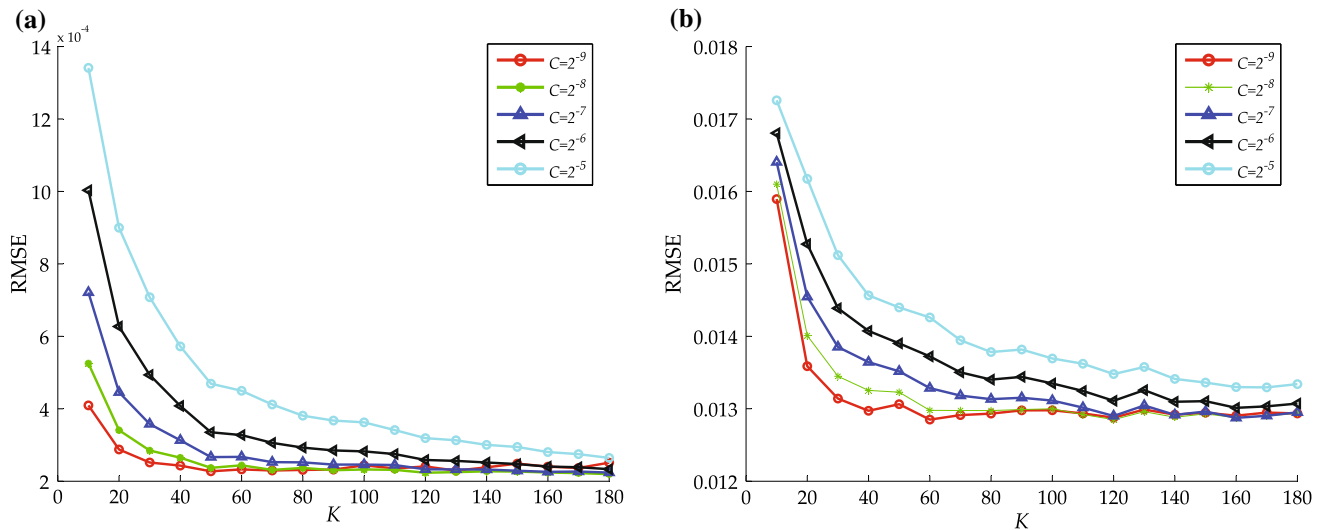 (a)
× 10⁻⁴
14
12
10
8
6
4
2
0 20 40 60 80 100 120 140 160 180
RMSE
K
C=2⁻⁹
C=2⁻⁸
C=2⁻⁷
C=2⁻⁶
C=2⁻⁵
(b)
0.018
0.017
0.016
0.015
0.014
0.013
0.012
0 20 40 60 80 100 120 140 160 180
RMSE
K
C=2⁻⁹
C=2⁻⁸
C=2⁻⁷
C=2⁻⁶
C=2⁻⁵